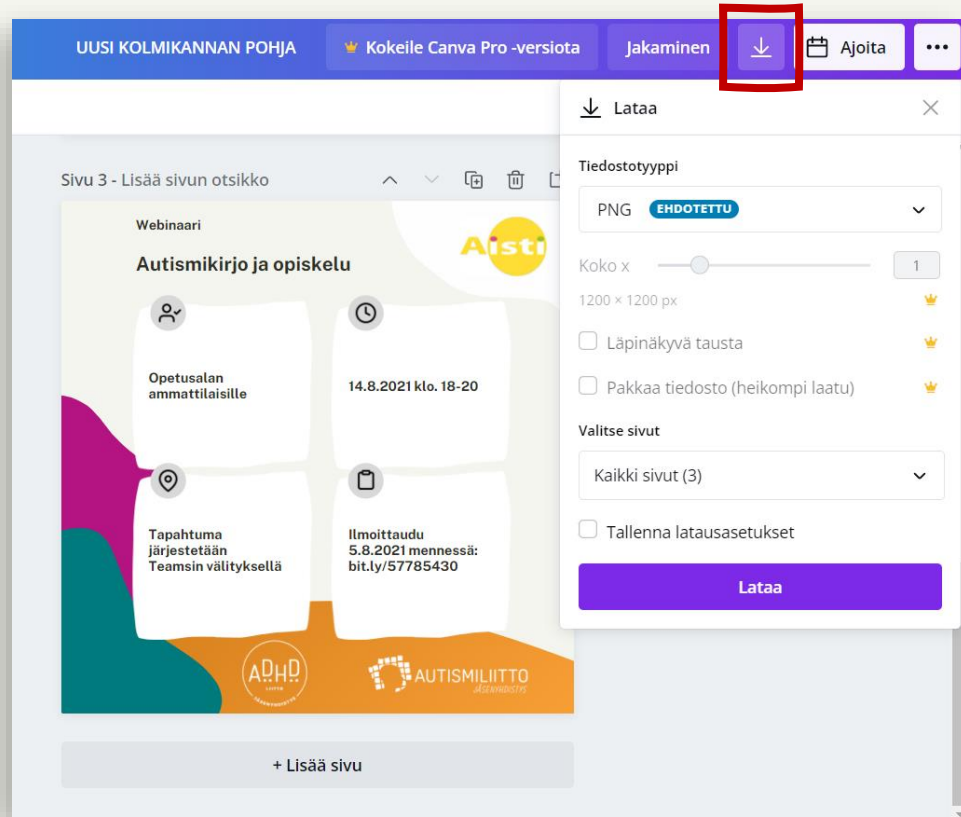 UUSI KOLMIKANNAN POHJA
Kokeile Canva Pro -versiota
Jakaminen
Ajoita
Lataa
Tiedostotyyppi
PNG EHDOTETTU
Koko x
1
1200 × 1200 px
Läpinäkyvä tausta
Pakkaa tiedosto (heikompi laatu)
Valitse sivut
Kaikki sivut (3)
Tallenna latausasetukset
Lataa
Sivu 3 - Lisää sivun otsikko
Webinaari
Aisti
Autismikirjo ja opiskelu
Opetusalan
ammattilaisille
14.8.2021 klo. 18-20
Tapahtuma
järjestetään
Teamsin välityksellä
Ilmoittaudu
5.8.2021 mennessä:
bit.ly/57785430
ADHD
LIITTO
JÄSENYHDISTYS
AUTISMILIITTO
JÄSENYHDISTYS
+ Lisää sivu